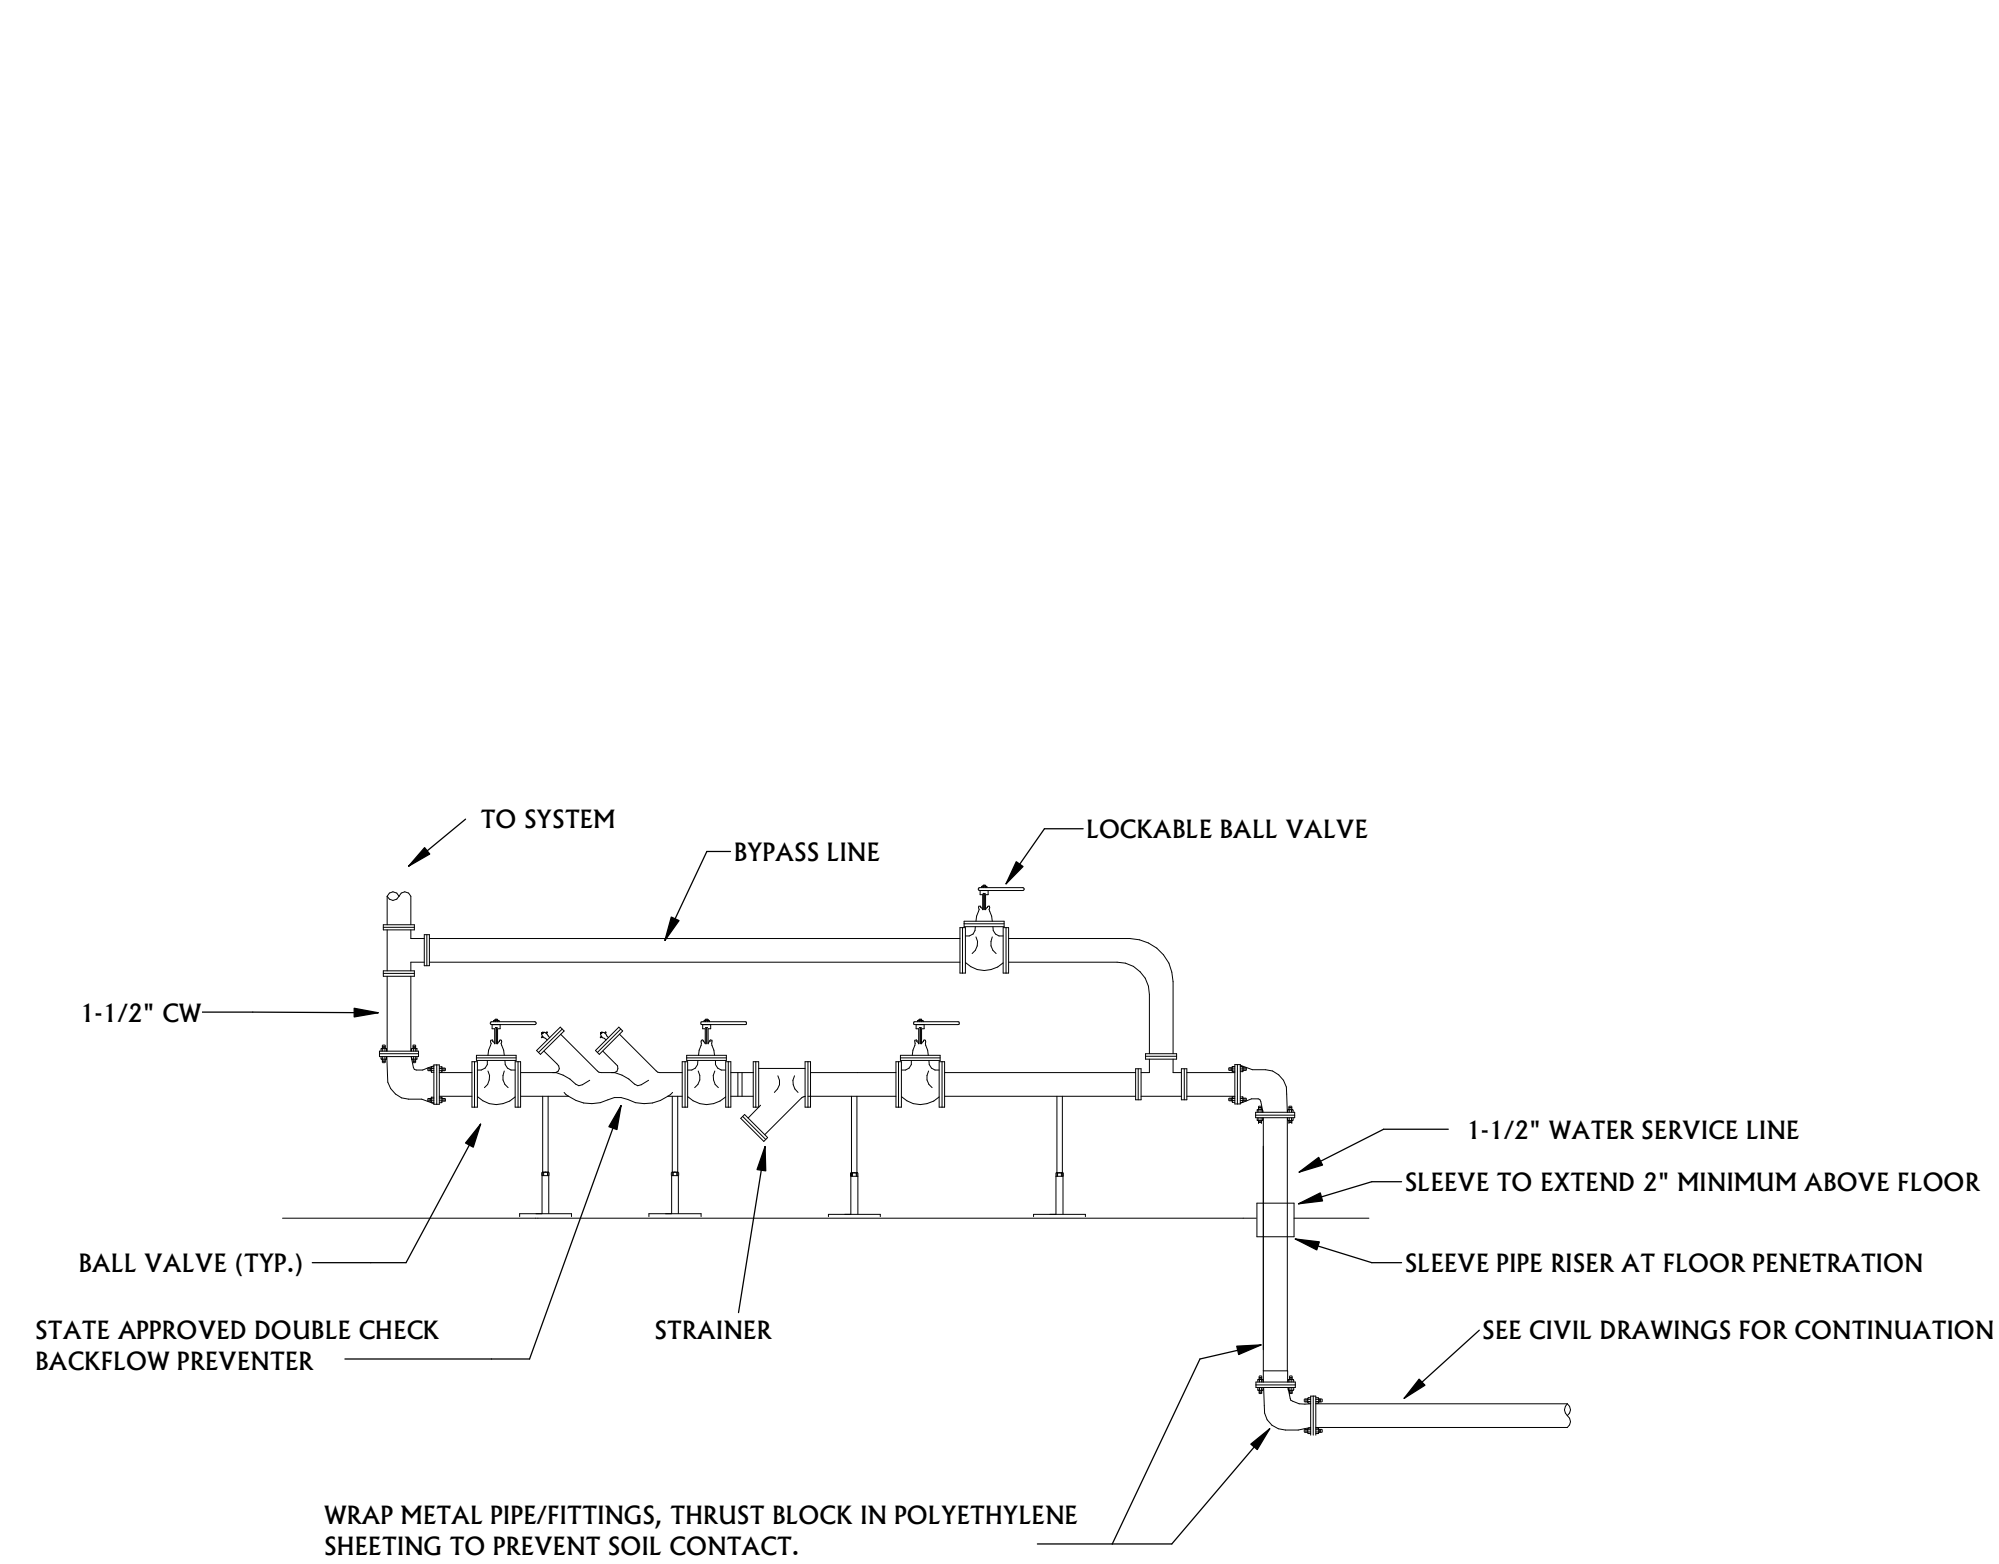 TO SYSTEM
LOCKABLE BALL VALVE
BYPASS LINE
1-1/2" CW
1-1/2" WATER SERVICE LINE
SLEEVE TO EXTEND 2" MINIMUM ABOVE FLOOR
BALL VALVE (TYP.)
SLEEVE PIPE RISER AT FLOOR PENETRATION
STATE APPROVED DOUBLE CHECK
BACKFLOW PREVENTER
STRAINER
SEE CIVIL DRAWINGS FOR CONTINUATION
WRAP METAL PIPE/FITTINGS, THRUST BLOCK IN POLYETHYLENE
SHEETING TO PREVENT SOIL CONTACT.